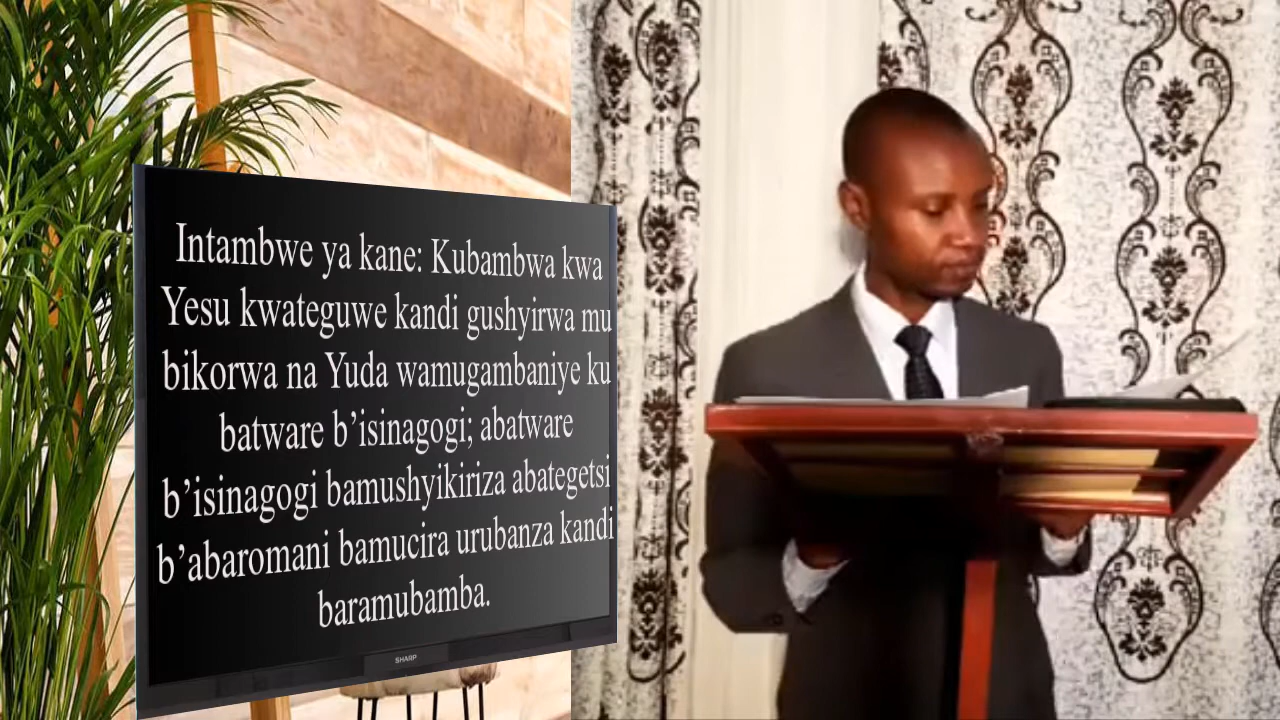 Intambwe ya kane: Kubambwa kwa
Yesu kwateguwe kandi gushyirwa mu
bikorwa na Yuda wamugambaniye ku
batware b’isinagogi; abatware
b’isinagogi bamushyikiriza abategetsi
b’abaromani bamucira urubanza kandi
baramubamba.
SHARP